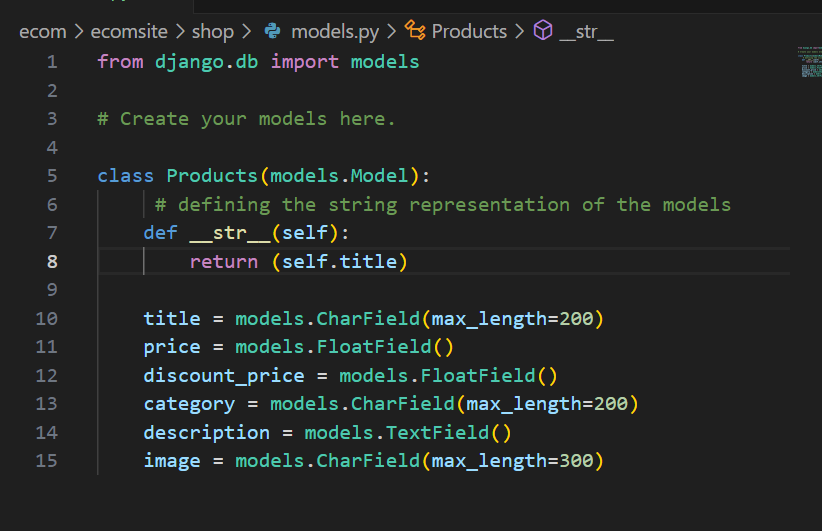 ecom > ecomsite > shop > models.py > Products > __str__
1 from django.db import models
2
3 # Create your models here.
4
5 class Products(models.Model):
6 # defining the string representation of the models
7 def __str__(self):
8 return (self.title)
9
10 title = models.CharField(max_length=200)
11 price = models.FloatField()
12 discount_price = models.FloatField()
13 category = models.CharField(max_length=200)
14 description = models.TextField()
15 image = models.CharField(max_length=300)